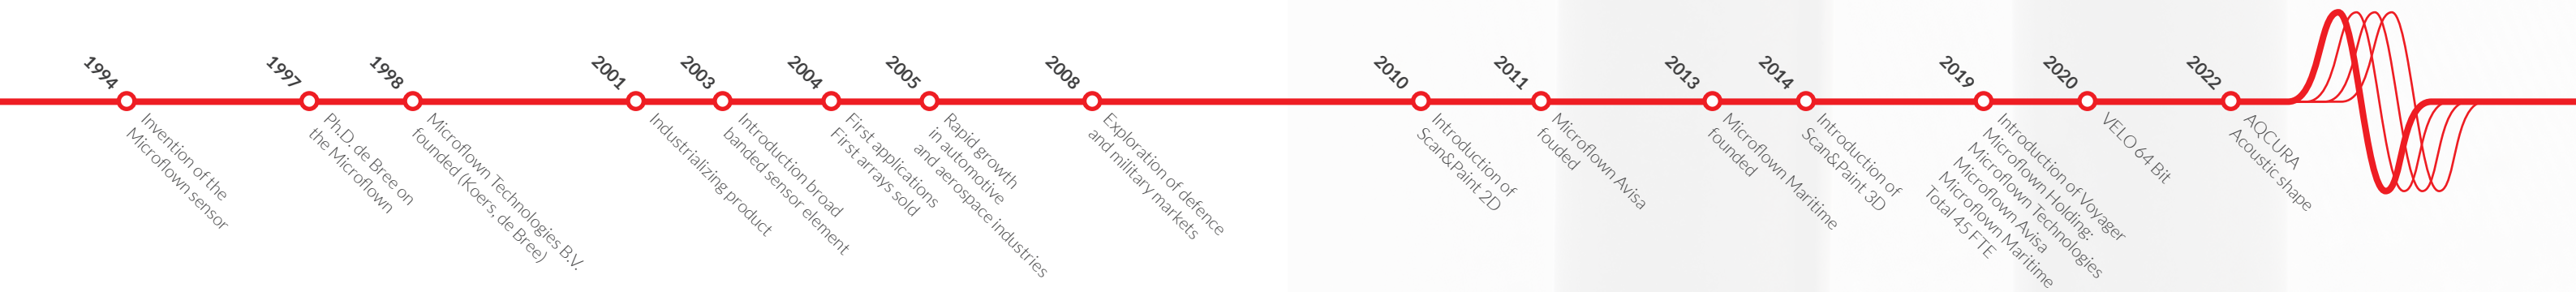 1994
Invention of the
Microflown sensor
1997
Ph.D. de Bree on
the Microflown
1998
Microflown Technologies B.V.
founded (Koers, de Bree)
2001
Industrializing product
2003
Introduction broad
banded sensor element
2004
First applications
First arrays sold
2005
Rapid growth
in automotive
and aerospace industries
2008
Exploration of defence
and military markets
2010
Introduction of
Scan&Paint 2D
2011
Microflown Avisa
fouded
2013
Microflown Maritime
founded
2014
Introduction of
Scan&Paint 3D
2019
Introduction of Voyager
Microflown Holding:
Microflown Technologies
Microflown Avisa
Microflown Maritime
Total 45 FTE
2020
VELO 64 Bit
2022
AQCURA
Acoustic shape